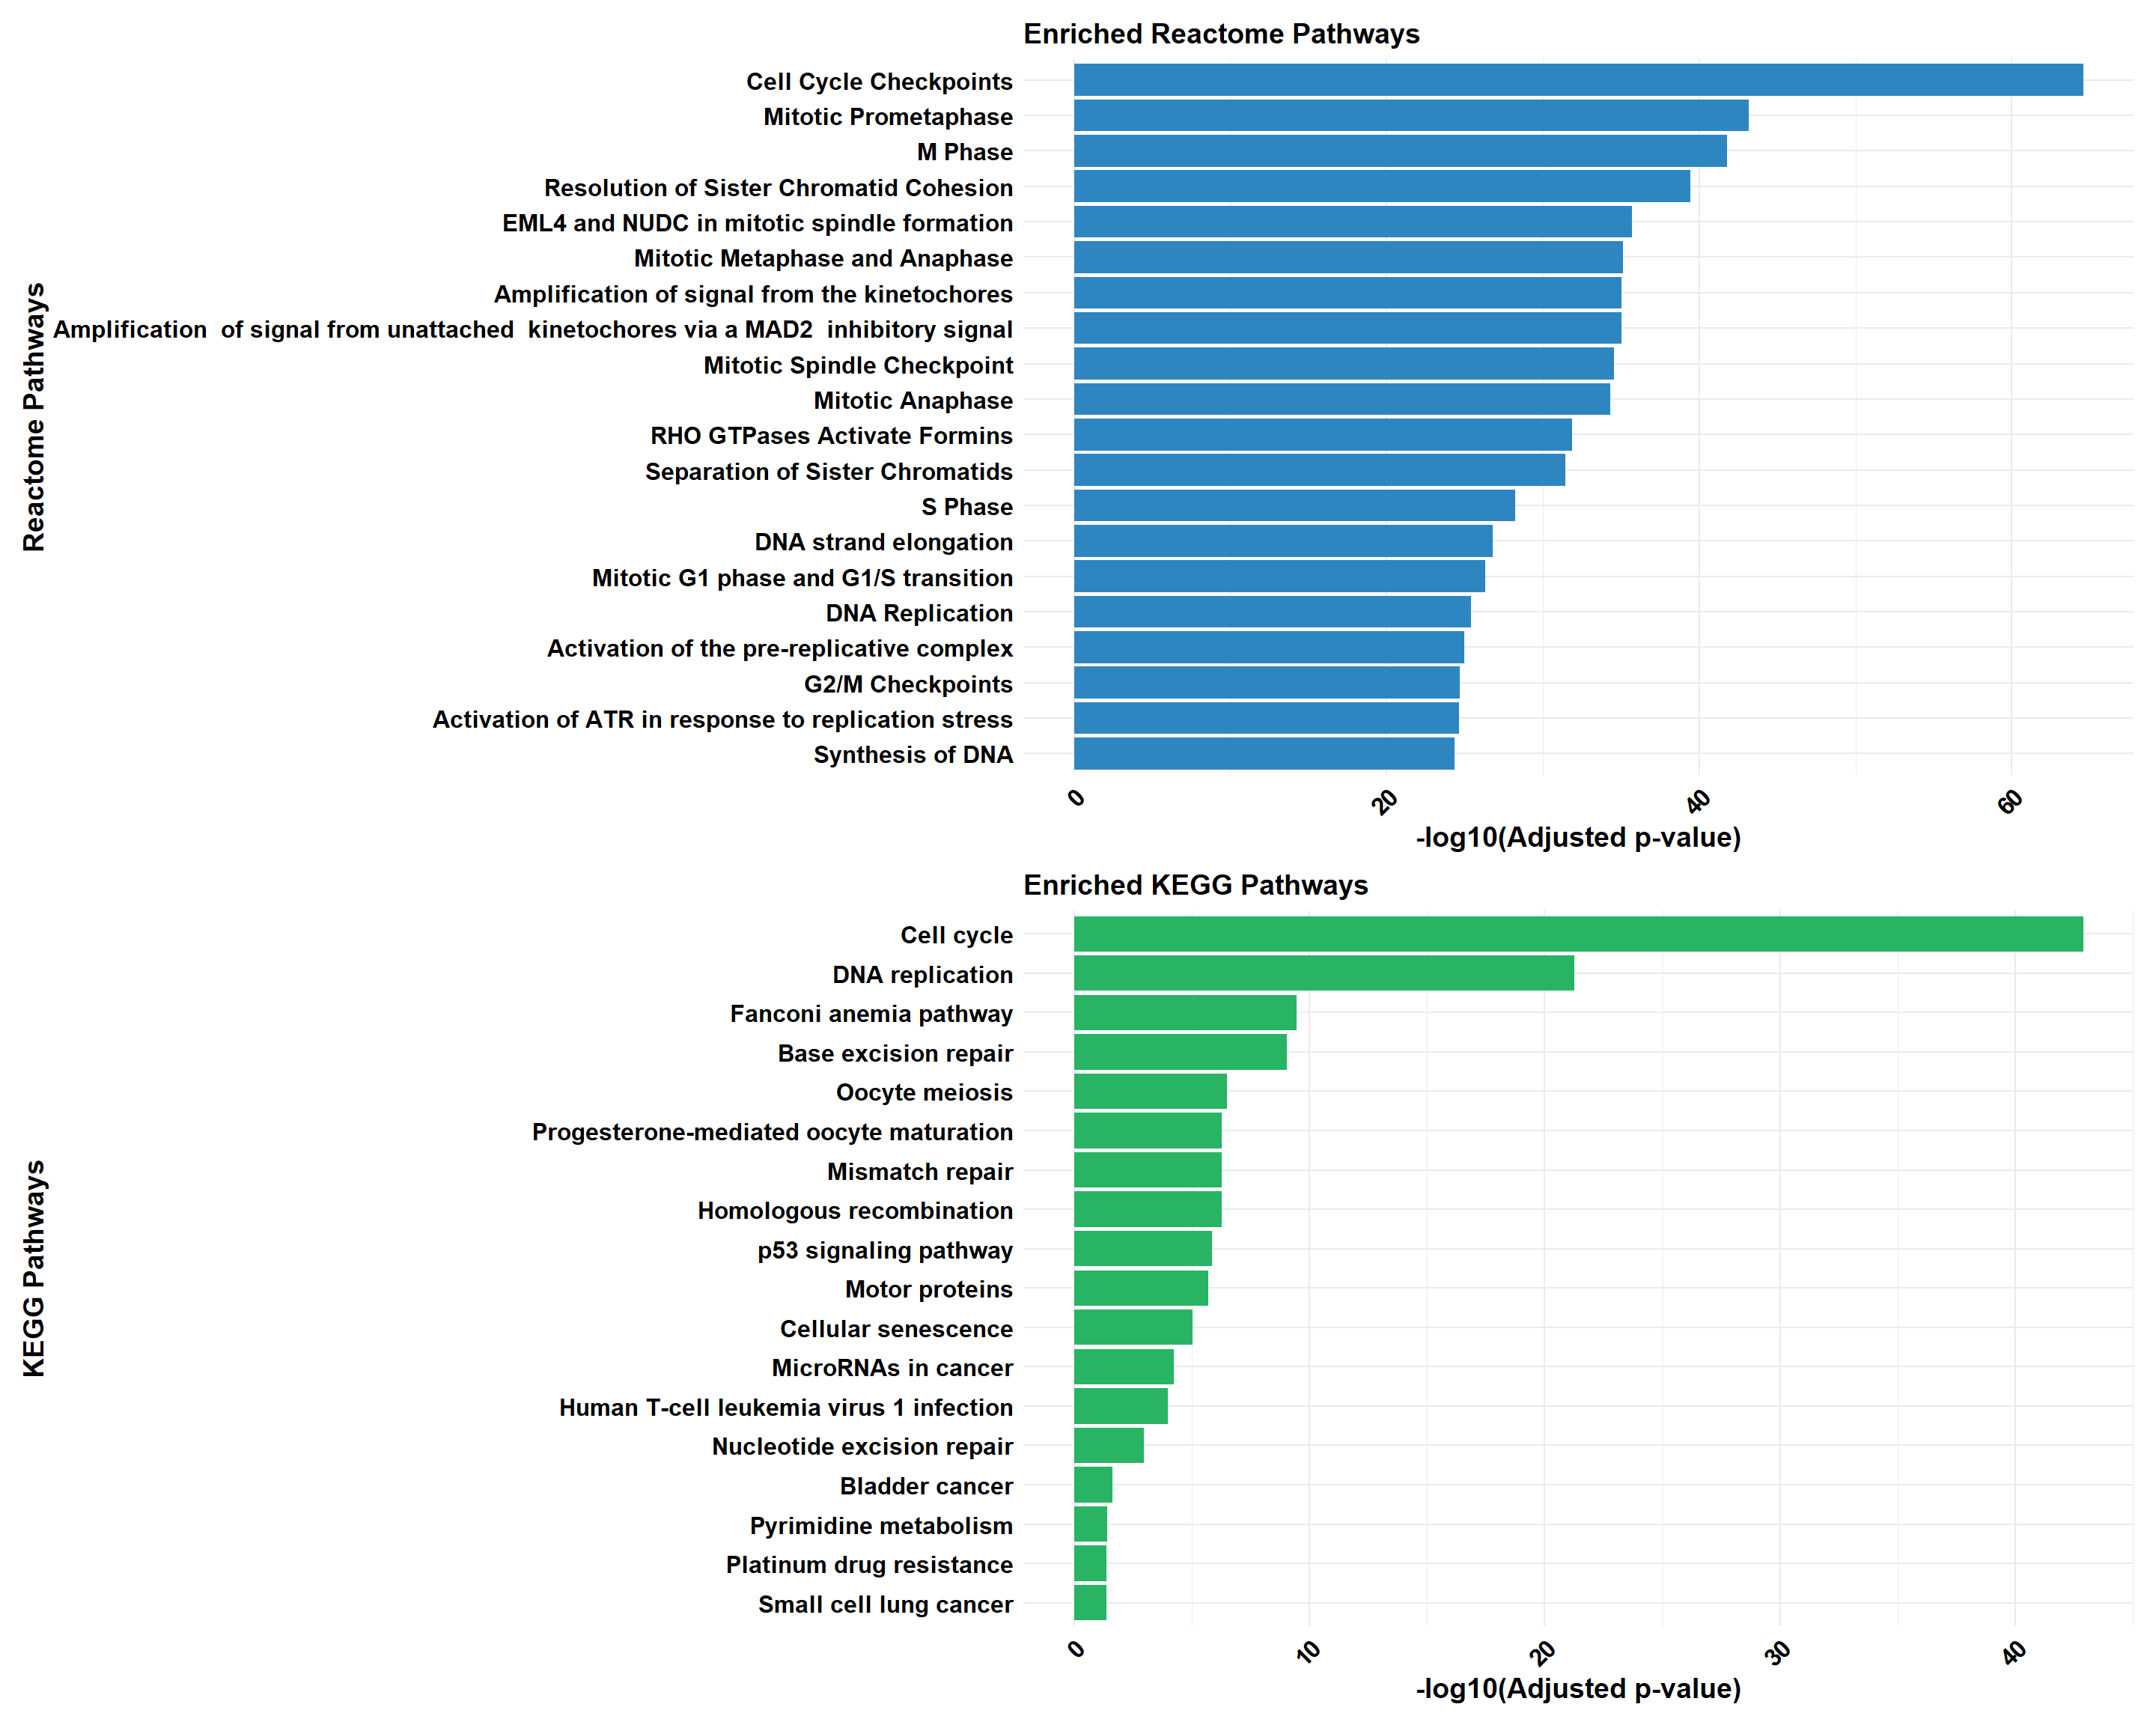 Enriched Reactome Pathways
Reactome Pathways
Cell Cycle Checkpoints
Mitotic Prometaphase
M Phase
Resolution of Sister Chromatid Cohesion
EML4 and NUDC in mitotic spindle formation
Mitotic Metaphase and Anaphase
Amplification of signal from the kinetochores
Amplification  of signal from unattached  kinetochores via a MAD2  inhibitory signal
Mitotic Spindle Checkpoint
Mitotic Anaphase
RHO GTPases Activate Formins
Separation of Sister Chromatids
S Phase
DNA strand elongation
Mitotic G1 phase and G1/S transition
DNA Replication
Activation of the pre-replicative complex
G2/M Checkpoints
Activation of ATR in response to replication stress
Synthesis of DNA
0 20 40 60
-log10(Adjusted p-value)
Enriched KEGG Pathways
KEGG Pathways
Cell cycle
DNA replication
Fanconi anemia pathway
Base excision repair
Oocyte meiosis
Progesterone-mediated oocyte maturation
Mismatch repair
Homologous recombination
p53 signaling pathway
Motor proteins
Cellular senescence
MicroRNAs in cancer
Human T-cell leukemia virus 1 infection
Nucleotide excision repair
Bladder cancer
Pyrimidine metabolism
Platinum drug resistance
Small cell lung cancer
0 10 20 30 40
-log10(Adjusted p-value)